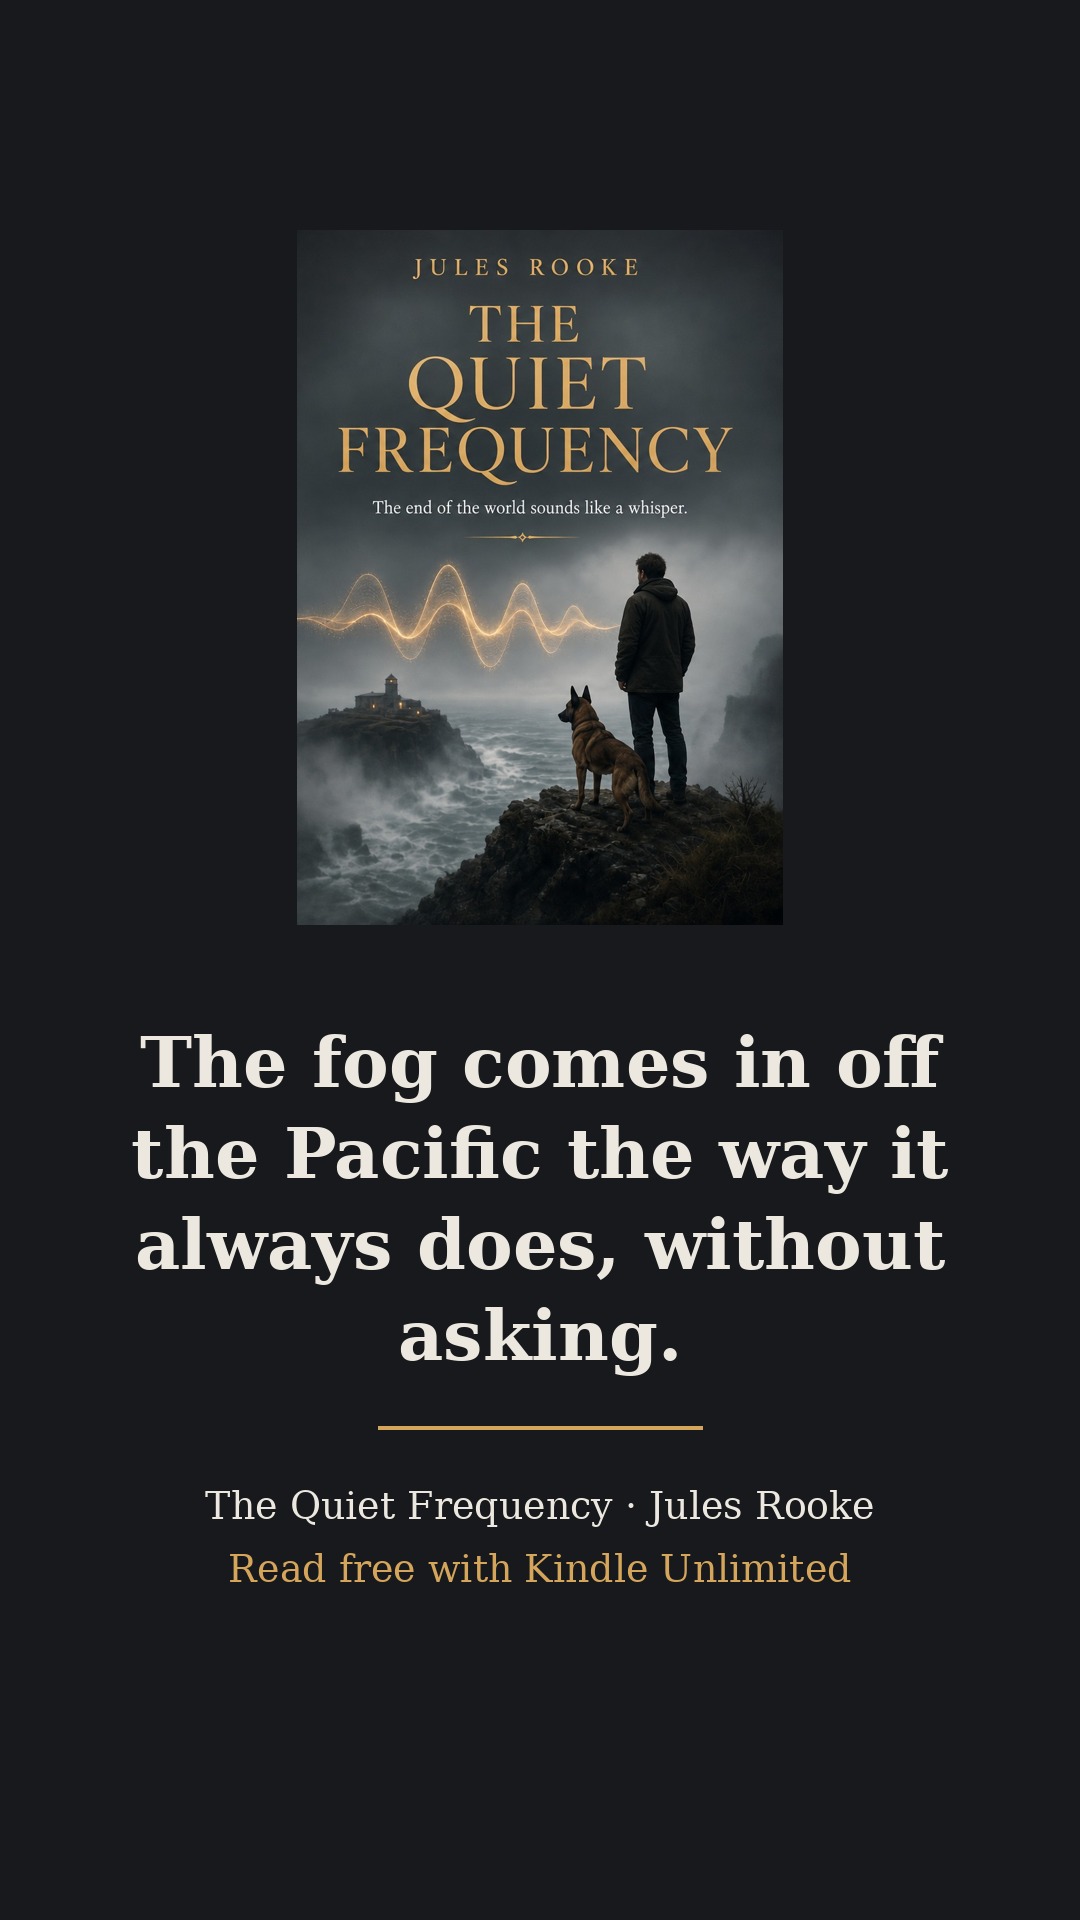 JULES ROOKE
THE
QUIET
FREQUENCY
The end of the world sounds like a whisper.
The fog comes in off
the Pacific the way it
always does, without
asking.
The Quiet Frequency · Jules Rooke
Read free with Kindle Unlimited